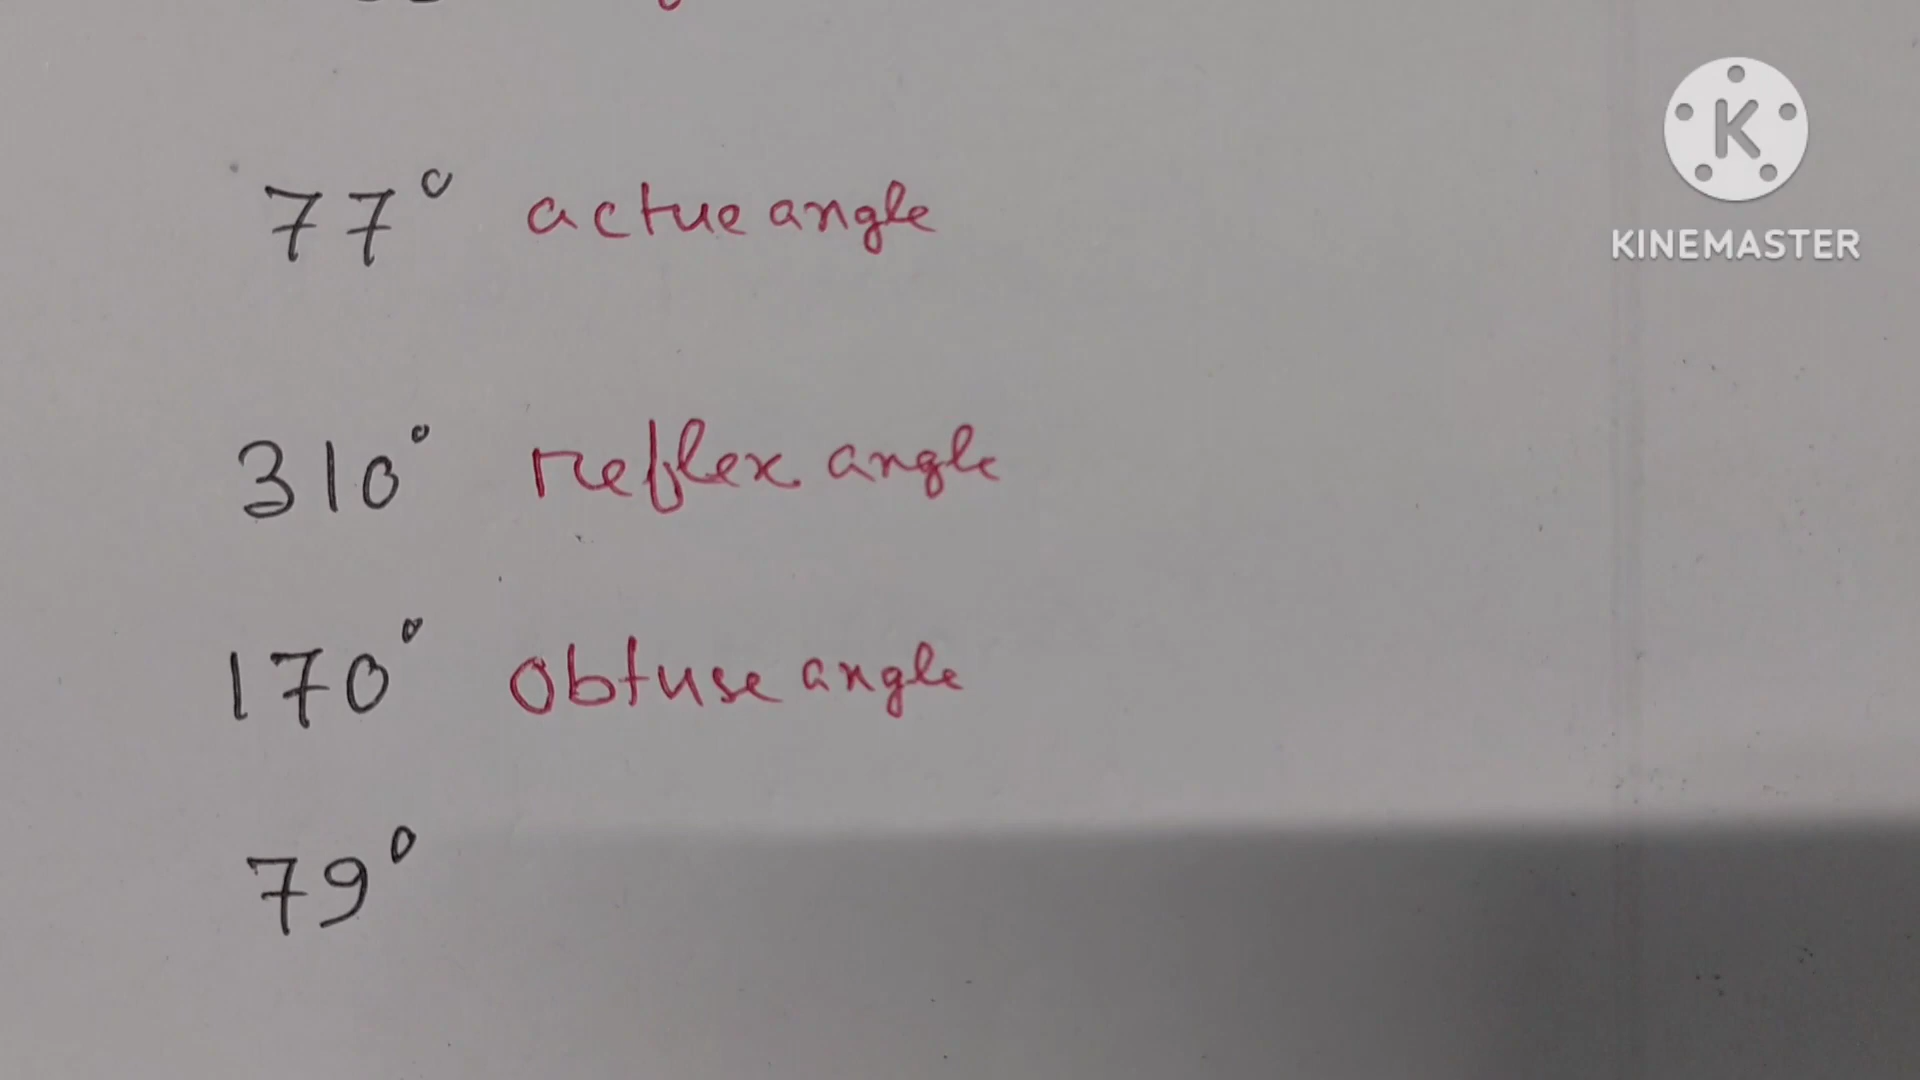 77° actue angle
KINEMASTER
310° reflex angle
170° Obtuse angle
79°